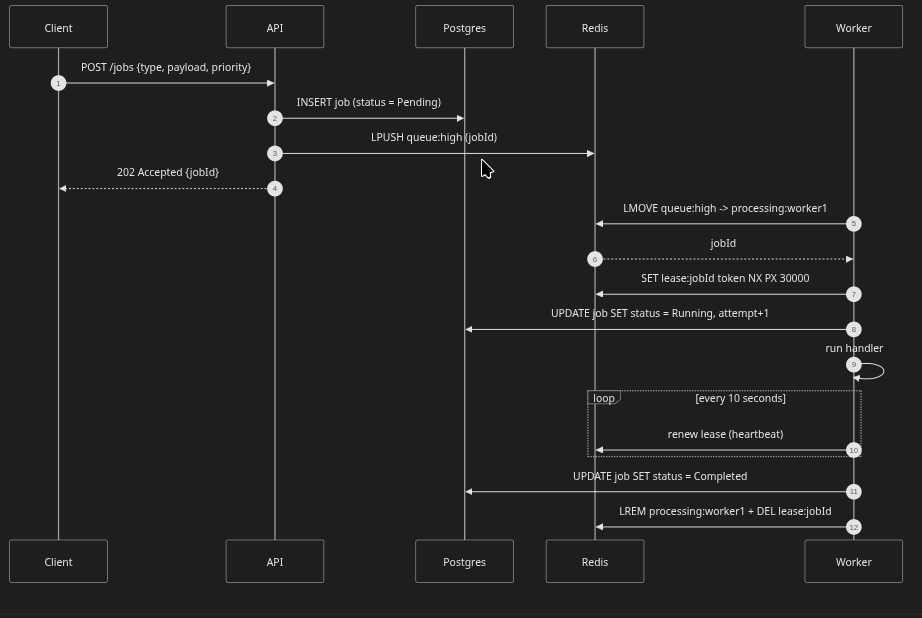 Client API Postgres Redis Worker
POST /jobs {type, payload, priority}
1
INSERT job (status = Pending)
2
LPUSH queue:high (jobId)
3
202 Accepted {jobId}
4
LMOVE queue:high -> processing:worker1
5
jobId
6
SET lease:jobId token NX PX 30000
7
UPDATE job SET status = Running, attempt+1
8
run handler
9
loop [every 10 seconds]
renew lease (heartbeat)
10
UPDATE job SET status = Completed
11
LREM processing:worker1 + DEL lease:jobId
12
Client API Postgres Redis Worker